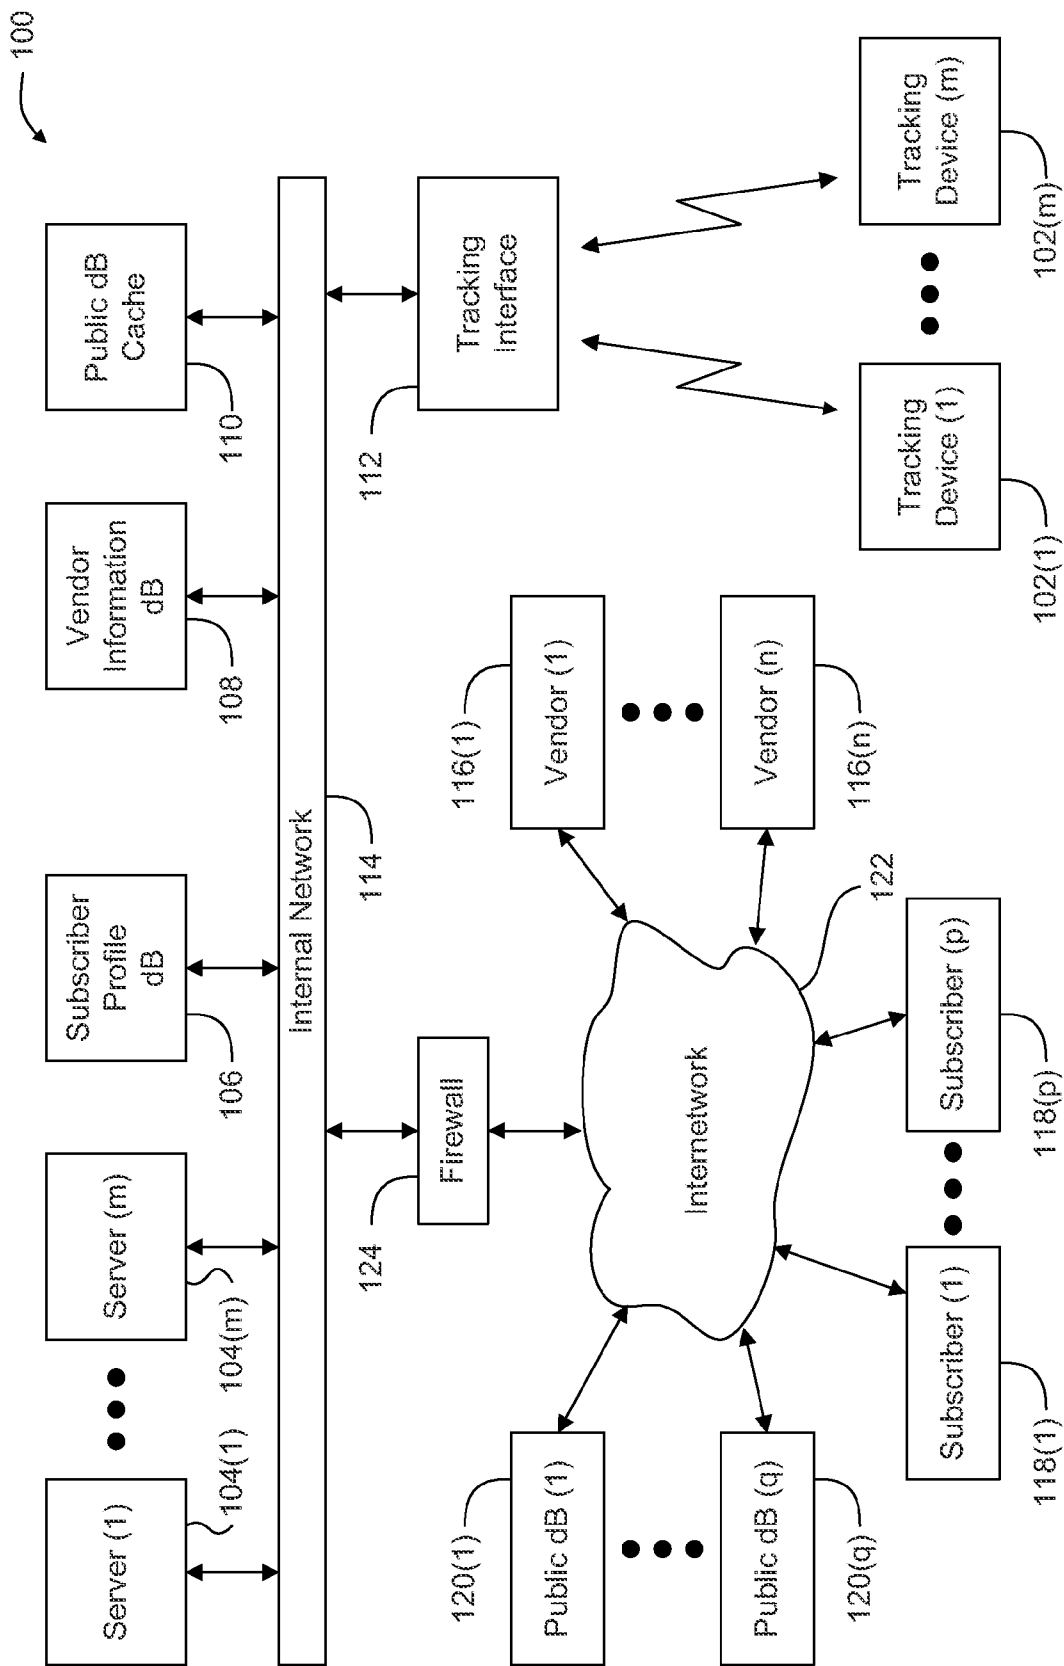 100
Server (1)
104(1)
Server (m)
104(m)
Subscriber
Profile
dB
106
Vendor
Information
dB
108
Public dB
Cache
110
Internal Network
114
124
Firewall
112
Tracking
Interface
120(1)
Public dB (1)
Public dB (q)
120(q)
Internetwork
122
116(1)
Vendor (1)
Vendor (n)
116(n)
Subscriber (1)
118(1)
Subscriber (p)
118(p)
Tracking
Device (1)
102(1)
Tracking
Device (m)
102(m)